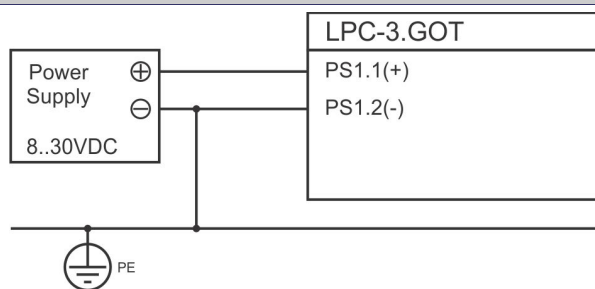 LPC-3.GOT
Power
Supply
8..30VDC
PS1.1(+)
PS1.2(-)
PE